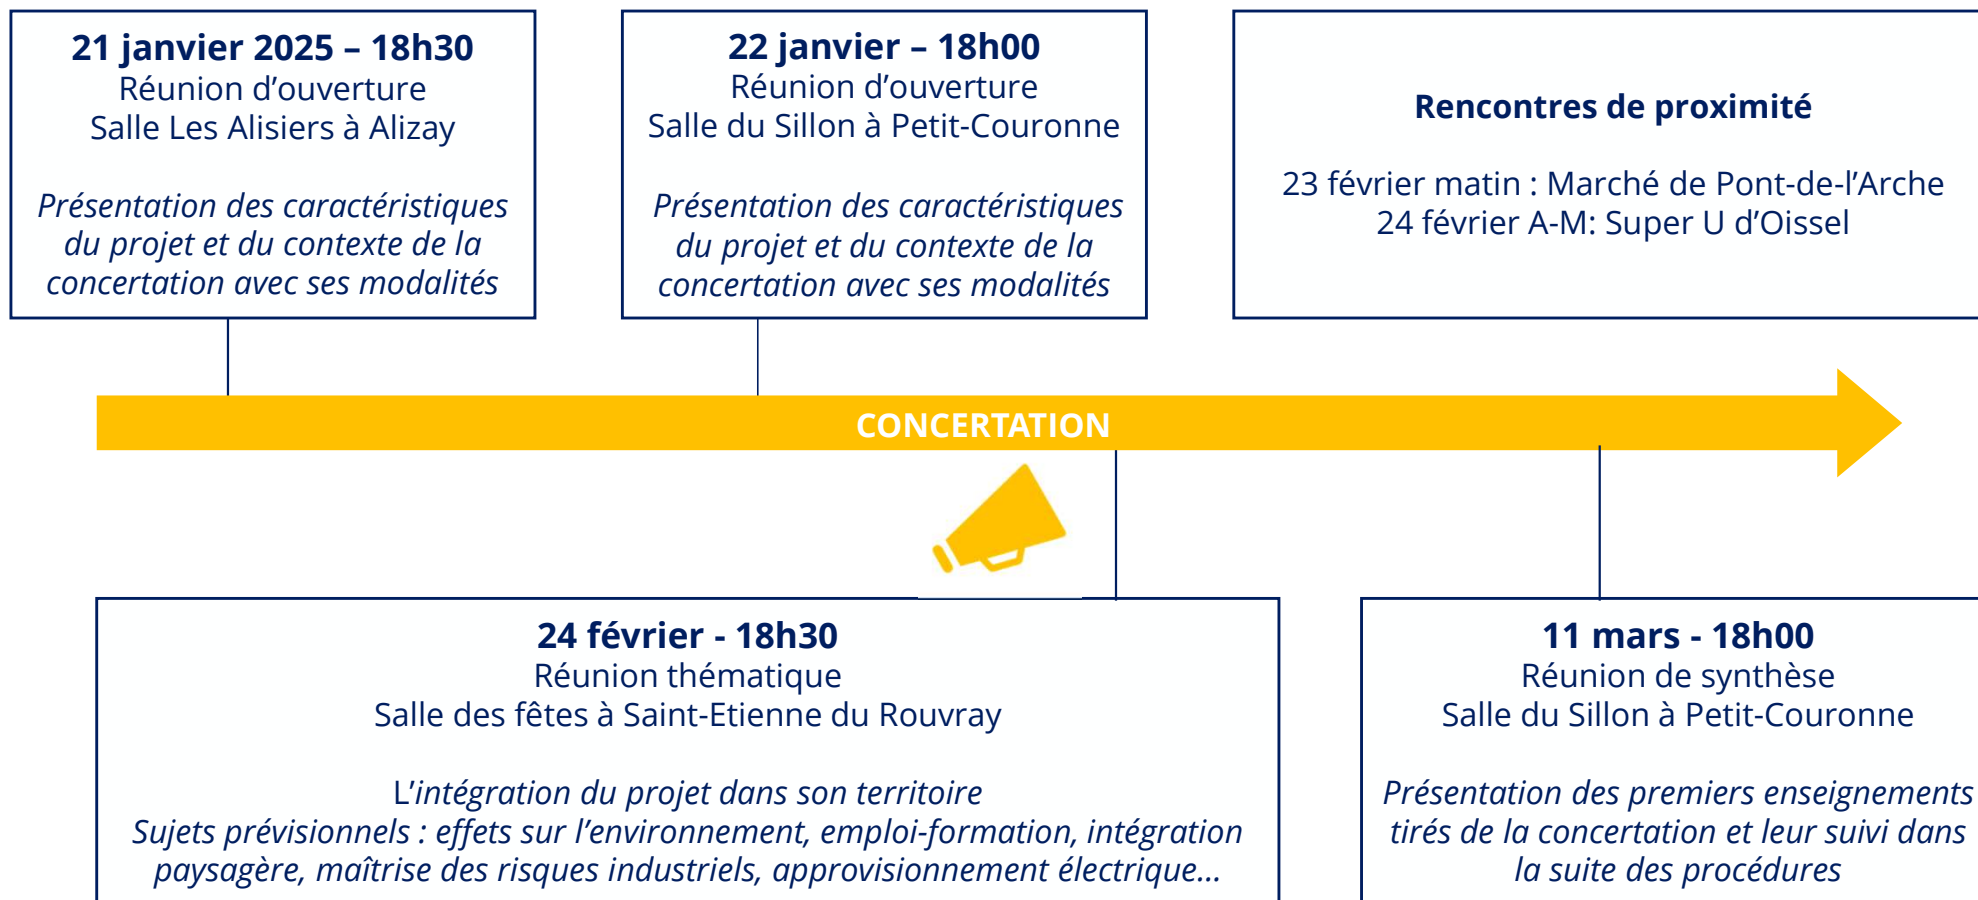 21 janvier 2025 – 18h30
Réunion d’ouverture
Salle Les Alisiers à Alizay
Présentation des caractéristiques
du projet et du contexte de la
concertation avec ses modalités
22 janvier – 18h00
Réunion d’ouverture
Salle du Sillon à Petit-Couronne
Présentation des caractéristiques
du projet et du contexte de la
concertation avec ses modalités
Rencontres de proximité
23 février matin : Marché de Pont-de-l’Arche
24 février A-M: Super U d’Oissel
CONCERTATION
24 février - 18h30
Réunion thématique
Salle des fêtes à Saint-Etienne du Rouvray
L’intégration du projet dans son territoire
Sujets prévisionnels : effets sur l’environnement, emploi-formation, intégration
paysagère, maîtrise des risques industriels, approvisionnement électrique…
11 mars - 18h00
Réunion de synthèse
Salle du Sillon à Petit-Couronne
Présentation des premiers enseignements
tirés de la concertation et leur suivi dans
la suite des procédures